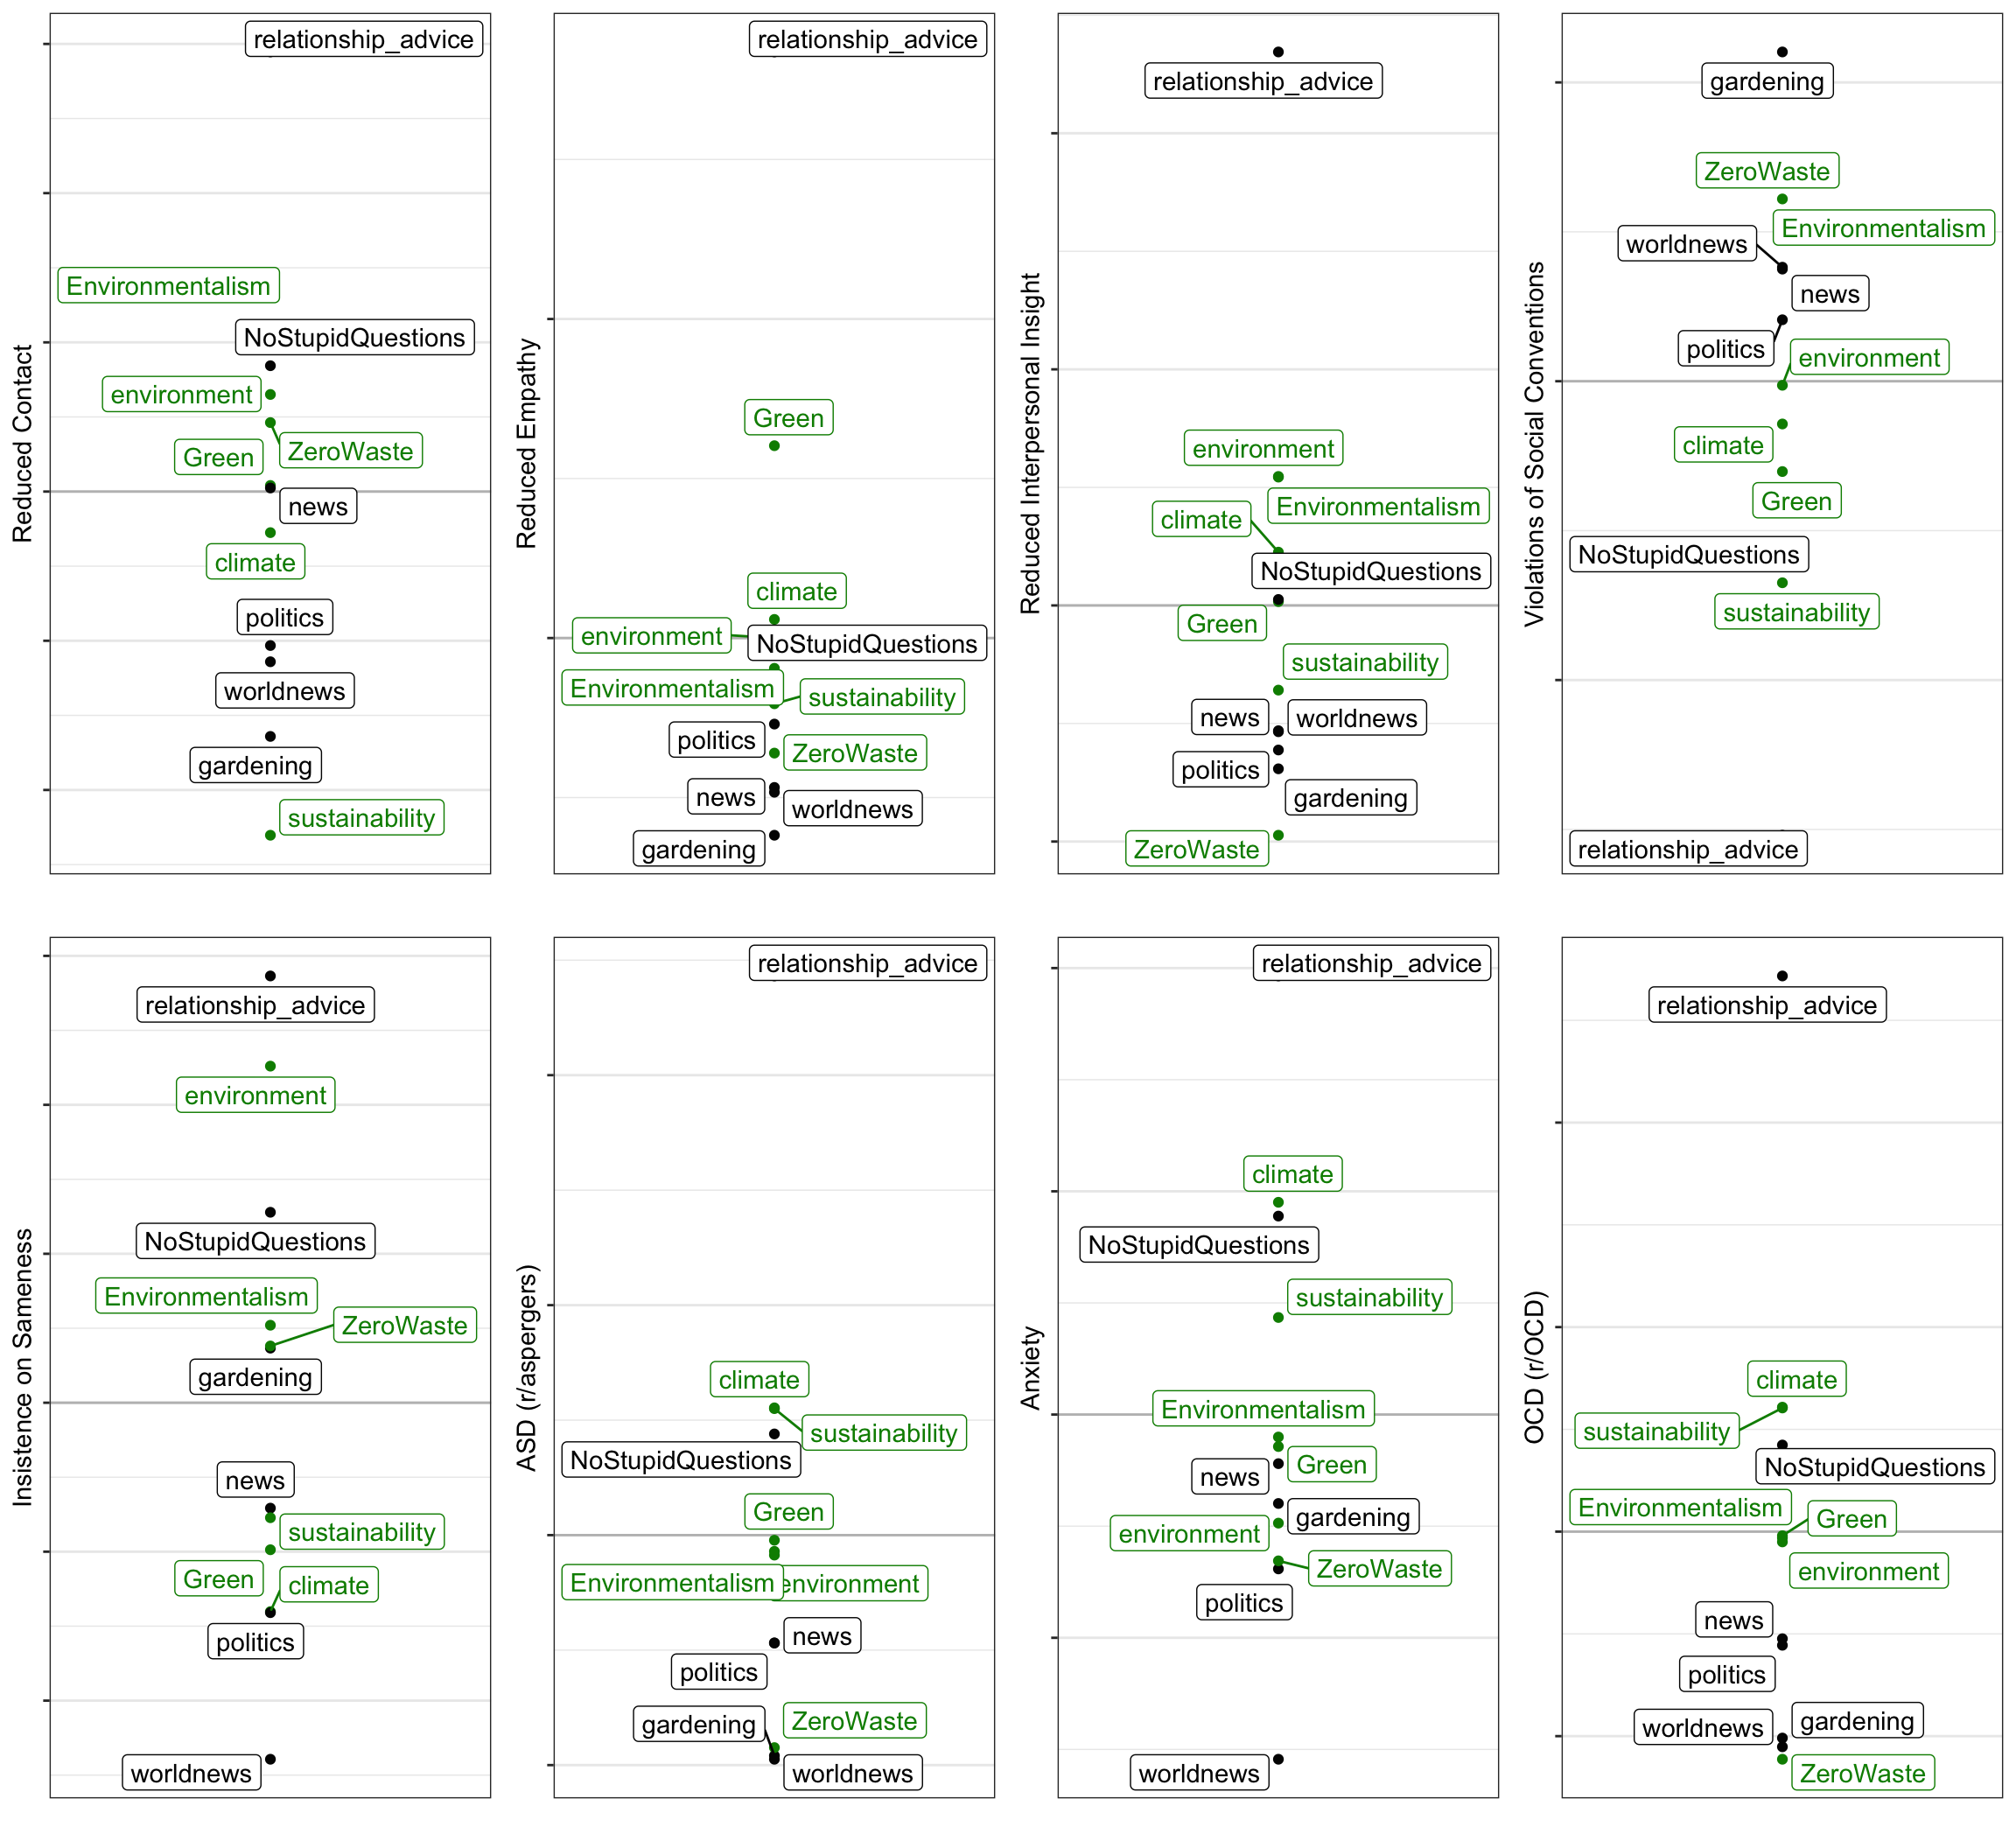 Reduced Contact
relationship_advice
Environmentalism
NoStupidQuestions
environment
ZeroWaste
Green
news
climate
politics
worldnews
gardening
sustainability
Reduced Empathy
relationship_advice
Green
climate
environment
NoStupidQuestions
Environmentalism
sustainability
politics
ZeroWaste
news
worldnews
gardening
Reduced Interpersonal Insight
relationship_advice
environment
Environmentalism
climate
NoStupidQuestions
Green
sustainability
news
worldnews
politics
gardening
ZeroWaste
Violations of Social Conventions
gardening
ZeroWaste
Environmentalism
worldnews
news
politics
environment
climate
Green
NoStupidQuestions
sustainability
relationship_advice
Insistence on Sameness
relationship_advice
environment
NoStupidQuestions
Environmentalism
ZeroWaste
gardening
news
sustainability
Green
climate
politics
worldnews
ASD (r/aspergers)
relationship_advice
climate
sustainability
NoStupidQuestions
Green
Environmentalism
environment
news
politics
ZeroWaste
gardening
worldnews
Anxiety
relationship_advice
climate
NoStupidQuestions
sustainability
Environmentalism
Green
news
gardening
environment
ZeroWaste
politics
worldnews
OCD (r/OCD)
relationship_advice
climate
sustainability
NoStupidQuestions
Environmentalism
Green
environment
news
politics
gardening
worldnews
ZeroWaste